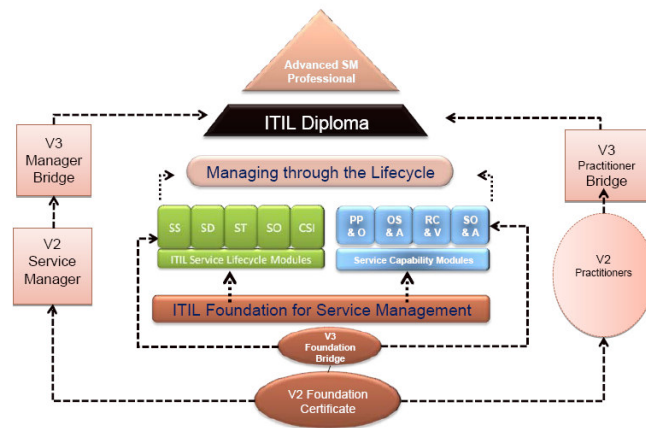 Advanced SM
Professional
ITIL Diploma
V3
Manager
Bridge
V3
Practitioner
Bridge
Managing through the Lifecycle
SS SD ST SO CSI
PP
& O
OS
& A
RC
& V
SO
& A
ITIL Service Lifecycle Modules
Service Capability Modules
V2
Service
Manager
V2
Practitioners
ITIL Foundation for Service Management
V3
Foundation
Bridge
V2 Foundation
Certificate